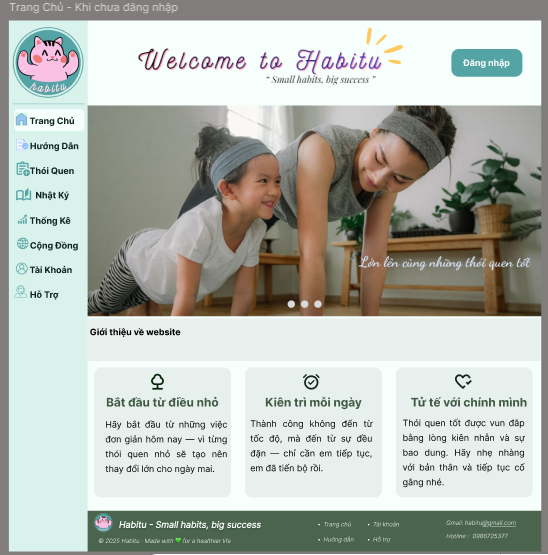 Trang Chủ - Khi chưa đăng nhập
habitu
Welcome to Habitu
“ Small habits, big success ”
Đăng nhập
Trang Chủ
Hướng Dẫn
Thói Quen
Nhật Ký
Thống Kê
Cộng Đồng
Tài Khoản
Hỗ Trợ
Lớn lên cùng những thói quen tốt
Giới thiệu về website
Bắt đầu từ điều nhỏ
Hãy bắt đầu từ những việc
đơn giản hôm nay — vì từng
thói quen nhỏ sẽ tạo nên
thay đổi lớn cho ngày mai.
Kiên trì mỗi ngày
Thành công không đến từ
tốc độ, mà đến từ sự đều
đặn — chỉ cần em tiếp tục,
em đã tiến bộ rồi.
Tử tế với chính mình
Thói quen tốt được vun đắp
bằng lòng kiên nhẫn và sự
bao dung. Hãy nhẹ nhàng
với bản thân và tiếp tục cố
gắng nhé.
Habitu - Small habits, big success
© 2025 Habitu · Made with 💚 for a healthier life
• Trang chủ
• Hướng dẫn
• Tài khoản
• Hỗ trợ
Gmail: habitu@gmail.com
Hotline : 0986725377